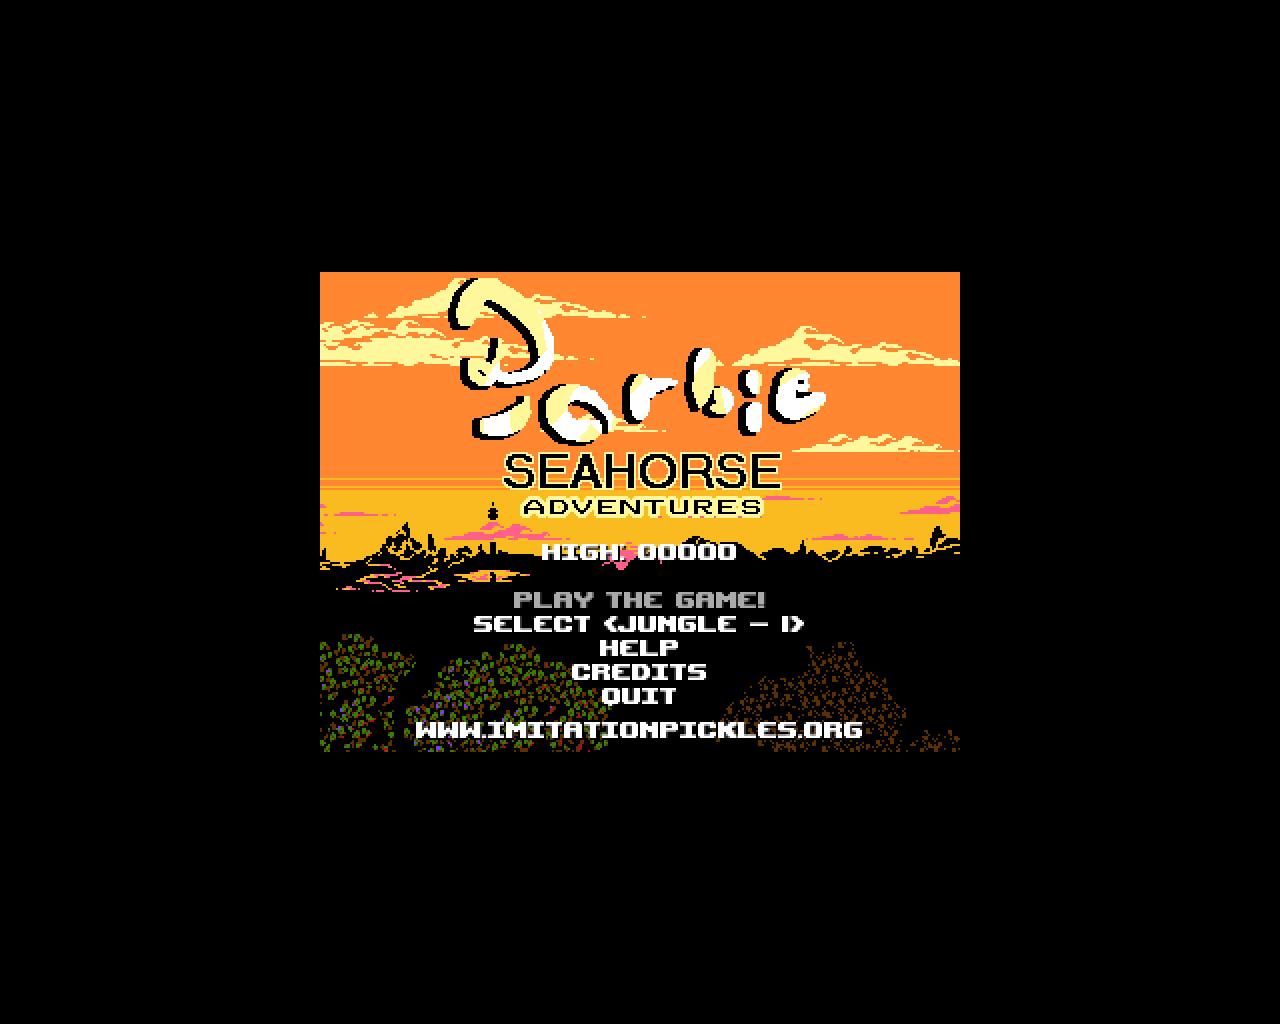 Barbie
SEAHORSE
ADVENTURES
HIGH: 00000
PLAY THE GAME!
SELECT <JUNGLE - 1>
HELP
CREDITS
QUIT
WWW.IMITATIONPICKLES.ORG